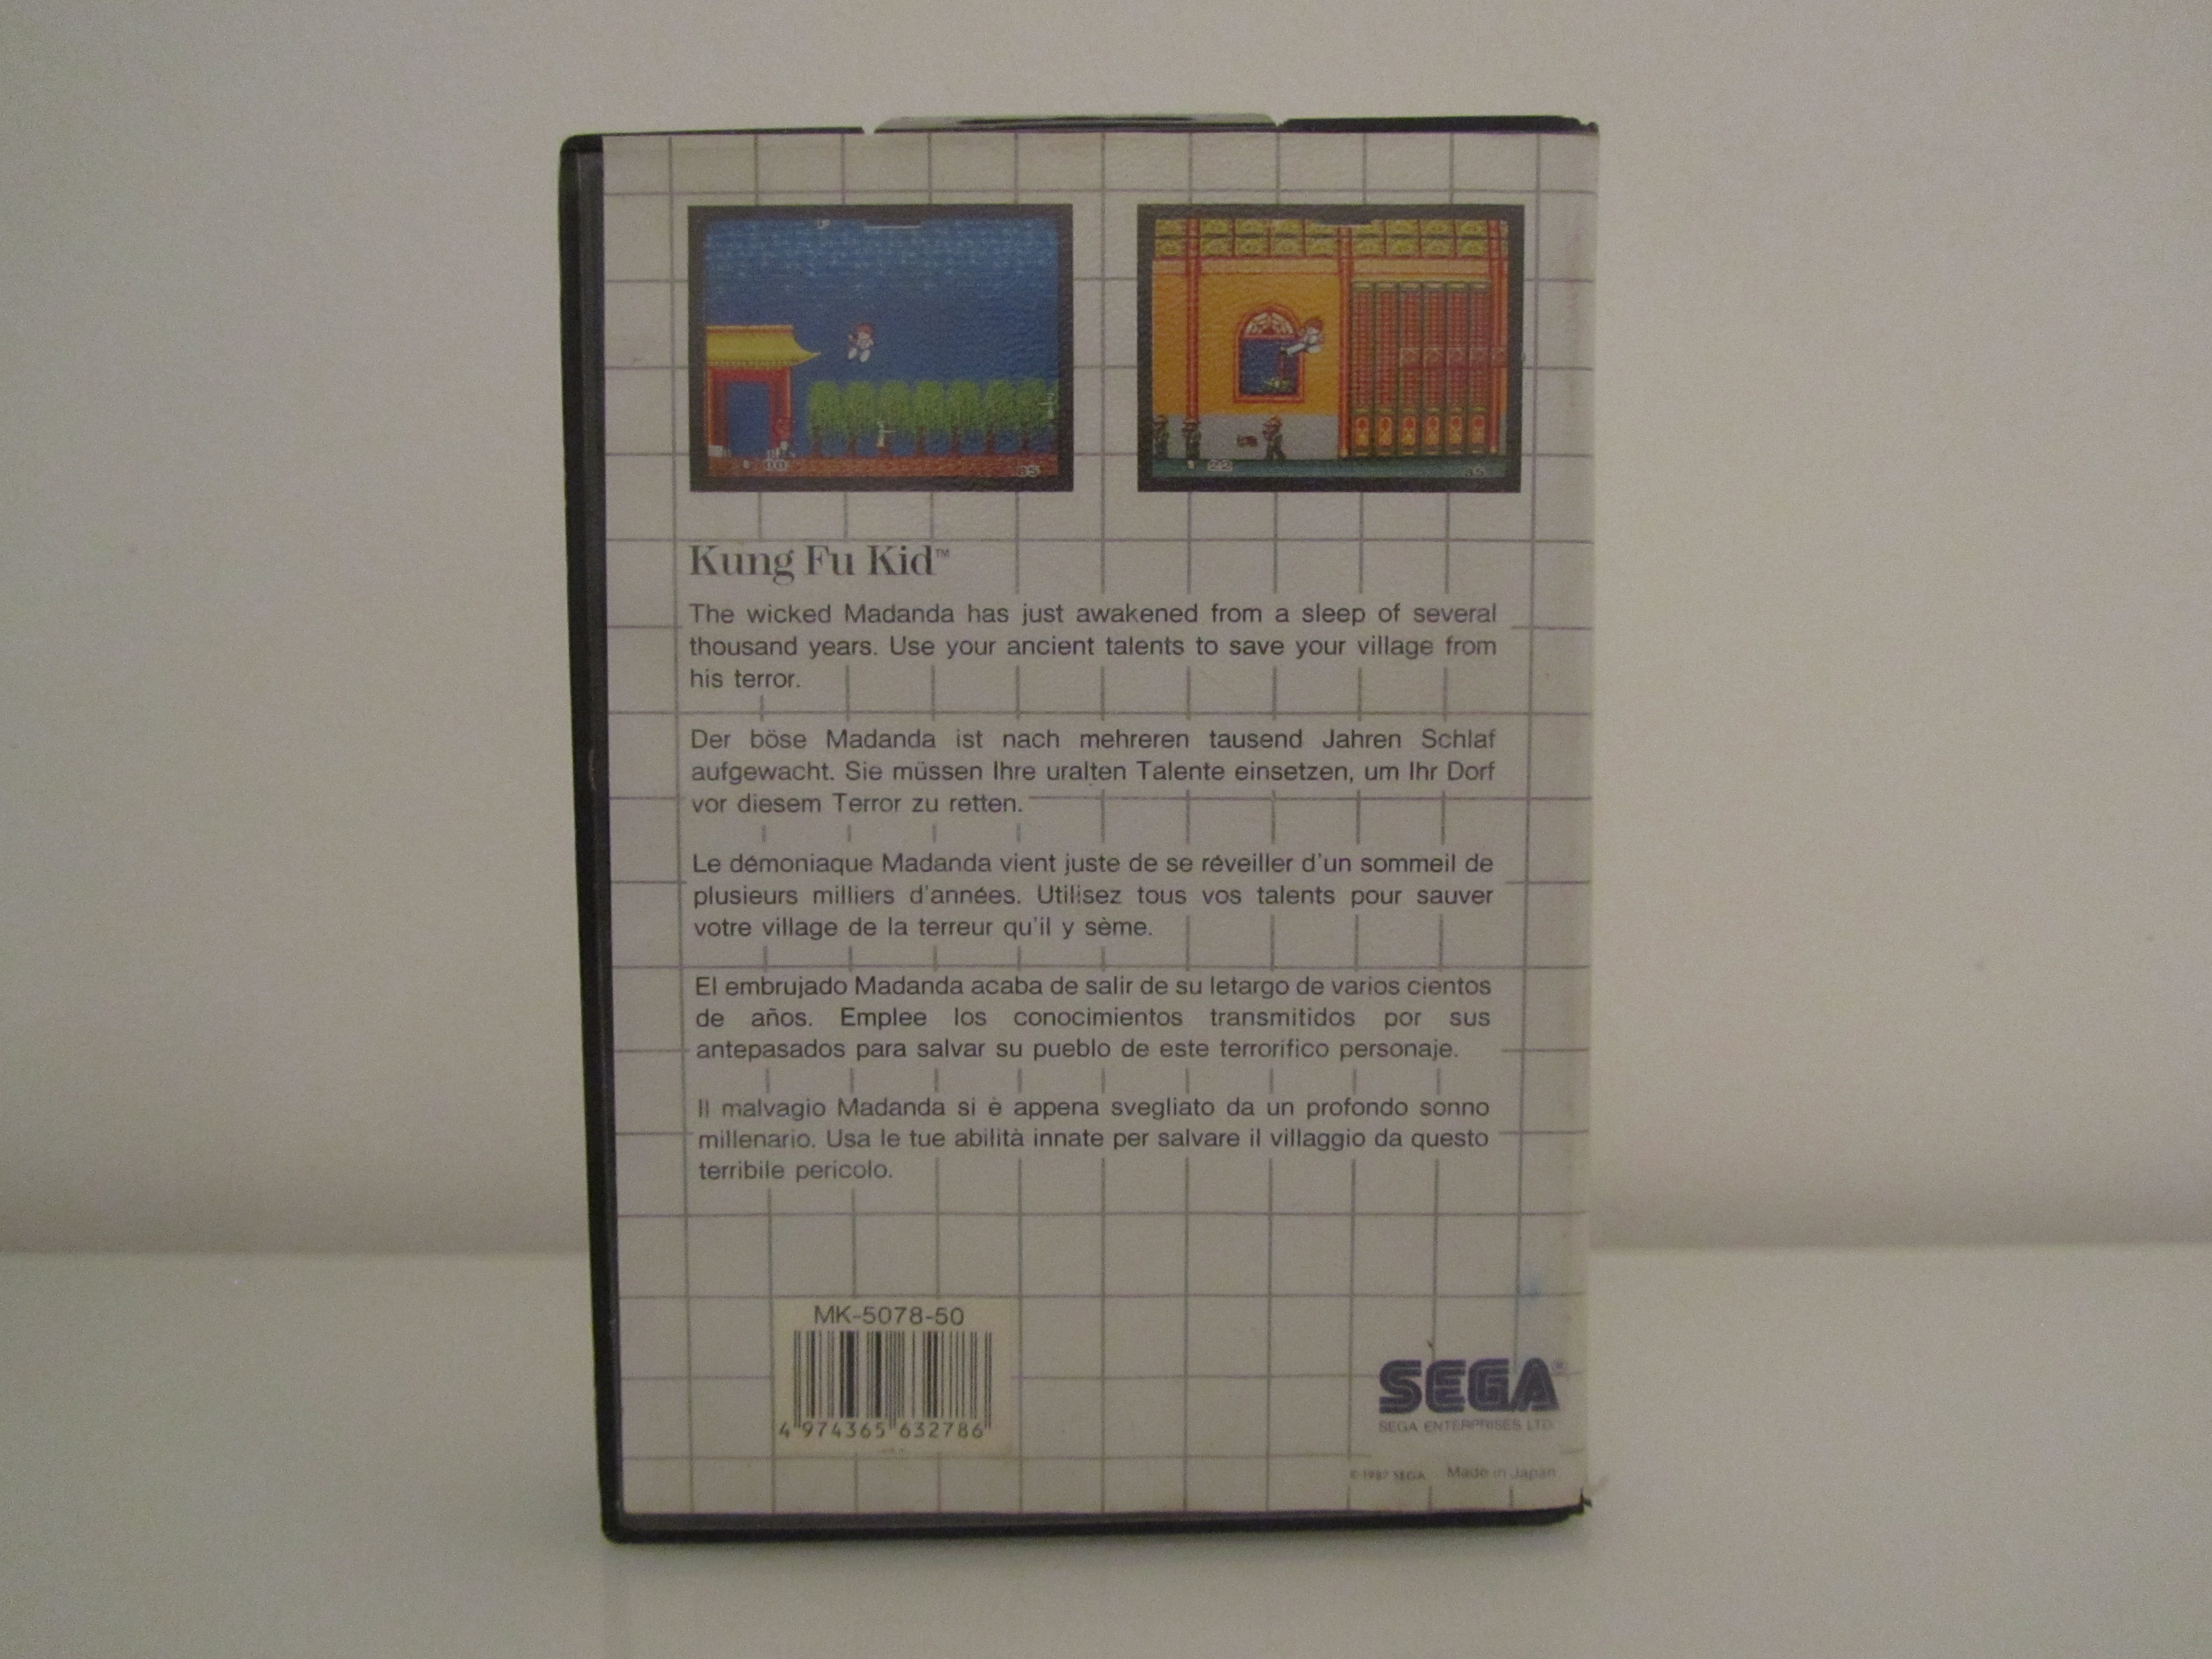 Kung Fu Kid™
The wicked Madanda has just awakened from a sleep of several
thousand years. Use your ancient talents to save your village from
his terror.
Der böse Madanda ist nach mehreren tausend Jahren Schlaf
aufgewacht. Sie müssen Ihre uralten Talente einsetzen, um Ihr Dorf
vor diesem Terror zu retten.
Le démoniaque Madanda vient juste de se réveiller d'un sommeil de
plusieurs milliers d'années. Utilisez tous vos talents pour sauver
votre village de la terreur qu'il y sème.
El embrujado Madanda acaba de salir de su letargo de varios cientos
de años. Emplee los conocimientos transmitidos por sus
antepasados para salvar su pueblo de este terrorífico personaje.
Il malvagio Madanda si è appena svegliato da un profondo sonno
millenario. Usa le tue abilità innate per salvare il villaggio da questo
terribile pericolo.
MK-5078-50
4 974365 632786
SEGA®
SEGA ENTERPRISES LTD.
© 1987 SEGA Made in Japan